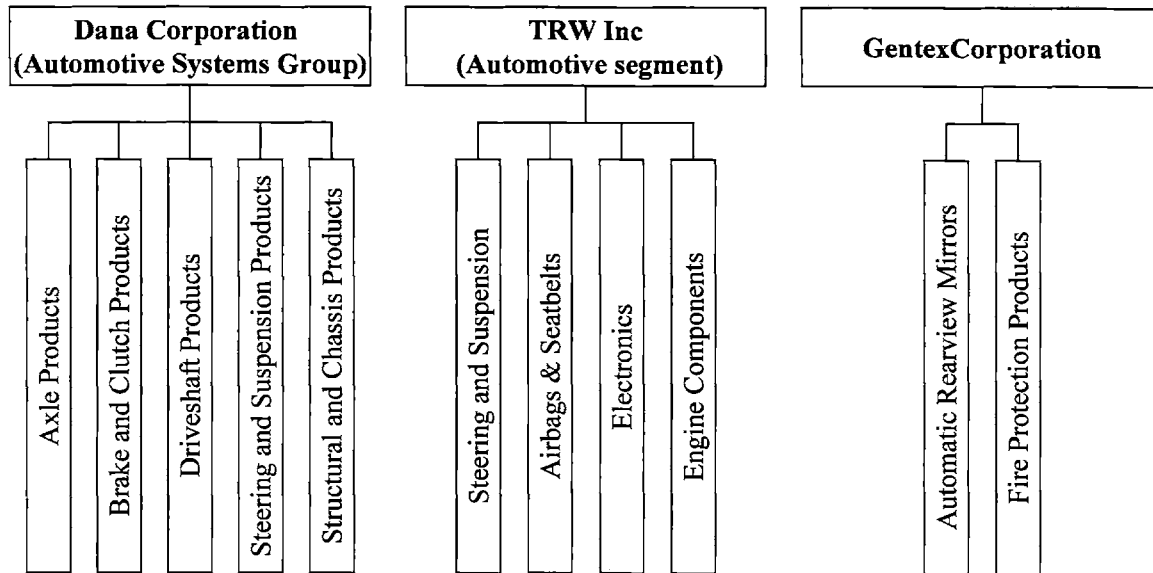 Dana Corporation
(Automotive Systems Group)
TRW Inc
(Automotive segment)
GentexCorporation
Axle Products
Brake and Clutch Products
Driveshaft Products
Steering and Suspension Products
Structural and Chassis Products
Steering and Suspension
Airbags & Seatbelts
Electronics
Engine Components
Automatic Rearview Mirrors
Fire Protection Products